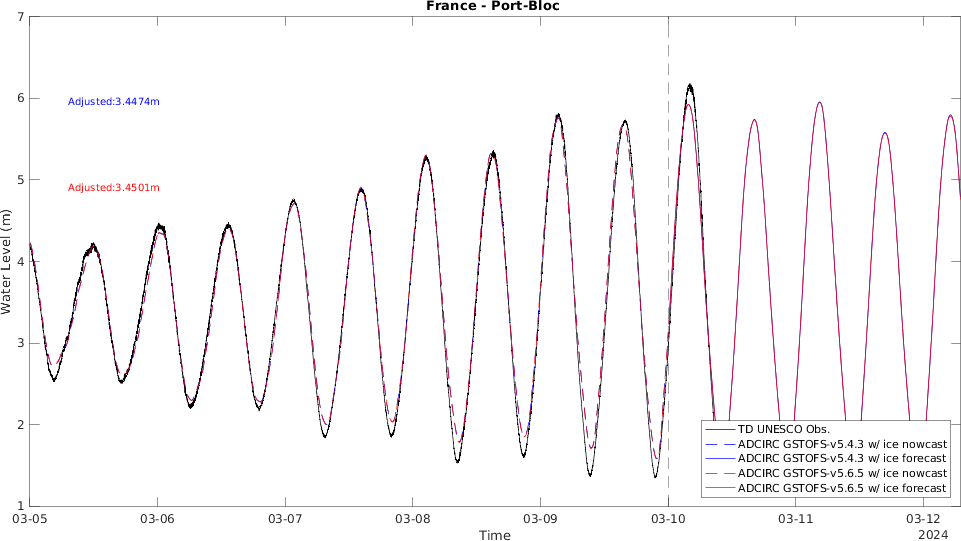 France - Port-Bloc
7
6
5
4
3
2
1
Water Level (m)
Adjusted:3.4474m
Adjusted:3.4501m
TD UNESCO Obs.
ADCIRC GSTOFS-v5.4.3 w/ ice nowcast
ADCIRC GSTOFS-v5.4.3 w/ ice forecast
ADCIRC GSTOFS-v5.6.5 w/ ice nowcast
ADCIRC GSTOFS-v5.6.5 w/ ice forecast
03-05 03-06 03-07 03-08 03-09 03-10 03-11 03-12
Time
2024